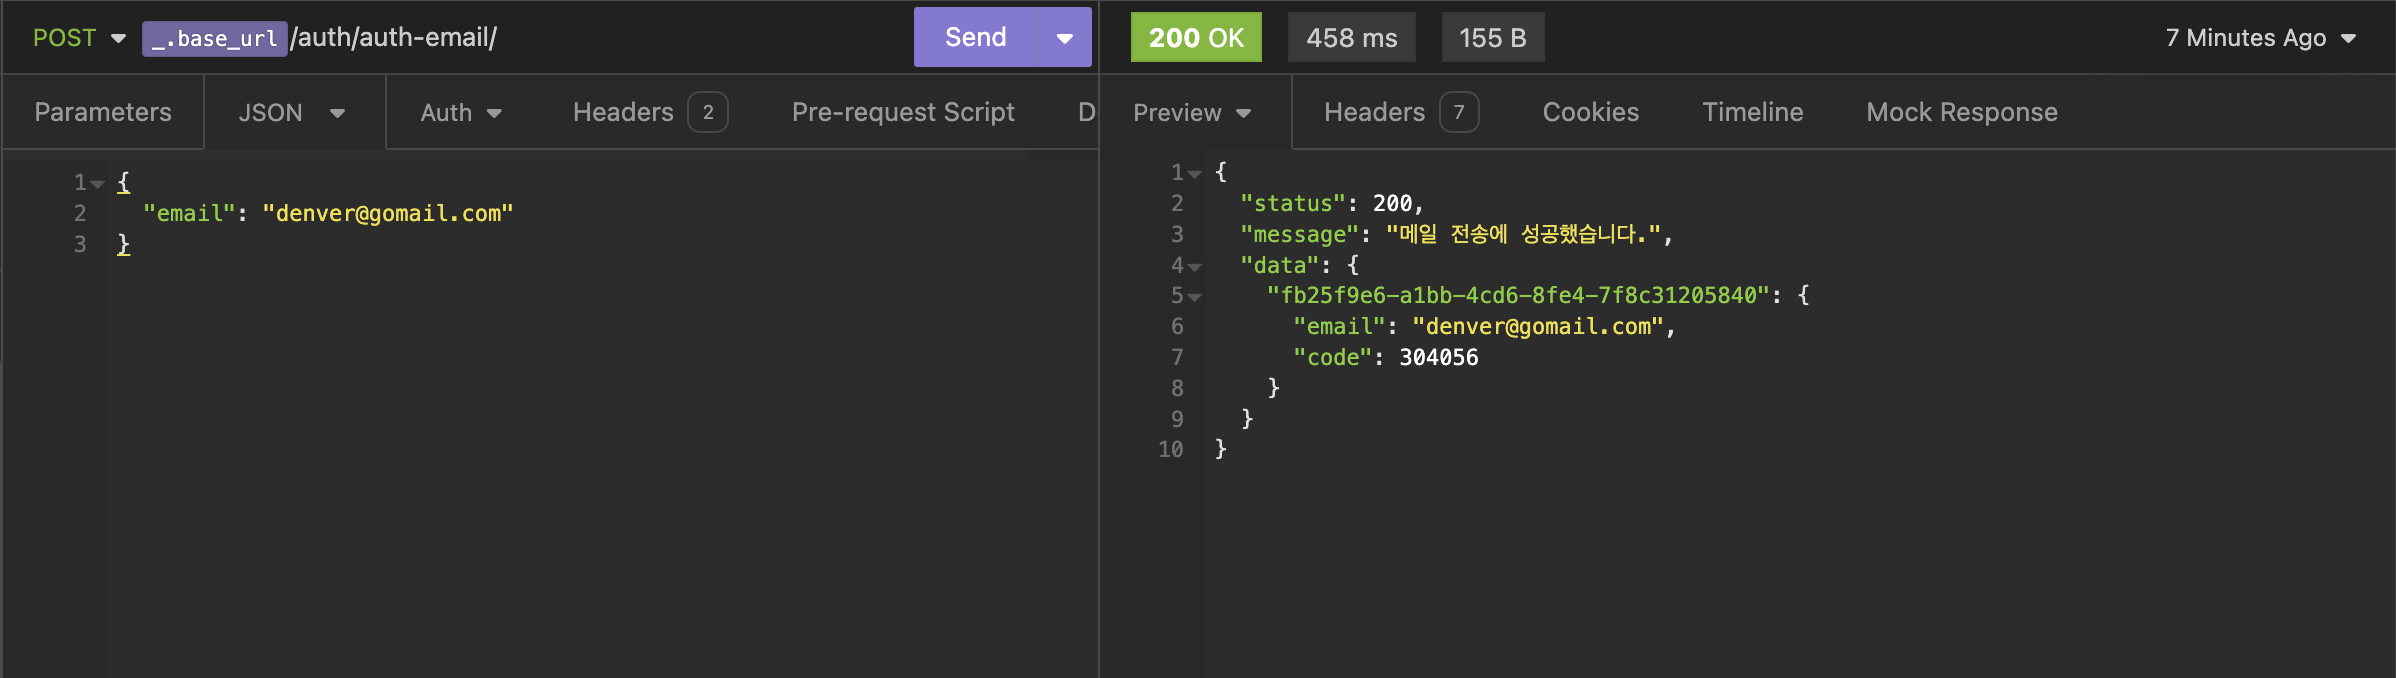 POST _.base_url/auth/auth-email/ Send 200 OK 458 ms 155 B 7 Minutes Ago
Parameters JSON Auth Headers 2 Pre-request Script Preview Headers 7 Cookies Timeline Mock Response
1 {
2 "email": "denver@gomail.com"
3 }
1 {
2 "status": 200,
3 "message": "메일 전송에 성공했습니다.",
4 "data": {
5 "fb25f9e6-a1bb-4cd6-8fe4-7f8c31205840": {
6 "email": "denver@gomail.com",
7 "code": 304056
8 }
9 }
10 }